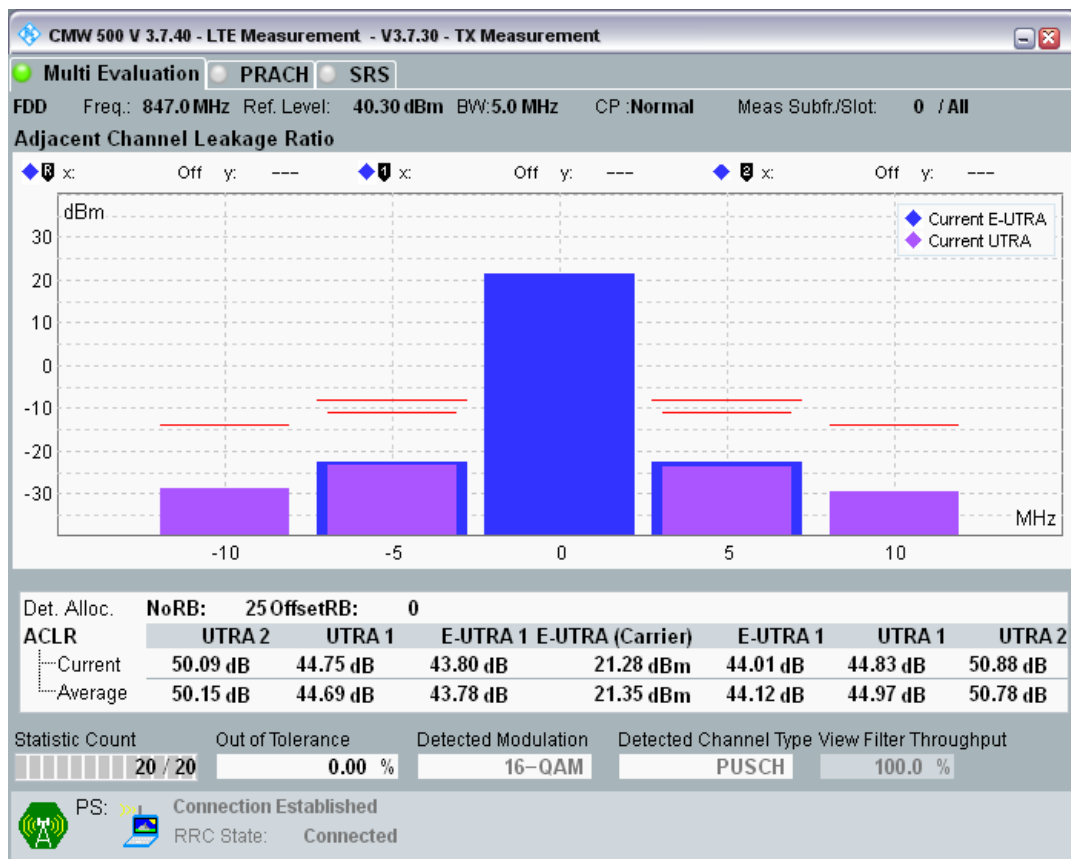 CMW 500 V 3.7.40 - LTE Measurement - V3.7.30 - TX Measurement
Multi Evaluation PRACH SRS
FDD Freq.: 847.0 MHz Ref. Level: 40.30 dBm BW:5.0 MHz CP :Normal Meas Subfr./Slot: 0 / All
Adjacent Channel Leakage Ratio
R x: Off y: --- 1 x: Off y: --- 2 x: Off y: ---
dBm
Current E-UTRA
Current UTRA
30
20
10
0
-10
-20
-30
MHz
-10 -5 0 5 10
Det. Alloc. NoRB: 25 OffsetRB: 0
ACLR UTRA 2 UTRA 1 E-UTRA 1 E-UTRA (Carrier) E-UTRA 1 UTRA 1 UTRA 2
Current 50.09 dB 44.75 dB 43.80 dB 21.28 dBm 44.01 dB 44.83 dB 50.88 dB
Average 50.15 dB 44.69 dB 43.78 dB 21.35 dBm 44.12 dB 44.97 dB 50.78 dB
Statistic Count Out of Tolerance Detected Modulation Detected Channel Type View Filter Throughput
20 / 20 0.00 % 16-QAM PUSCH 100.0 %
PS: Connection Established
RRC State: Connected